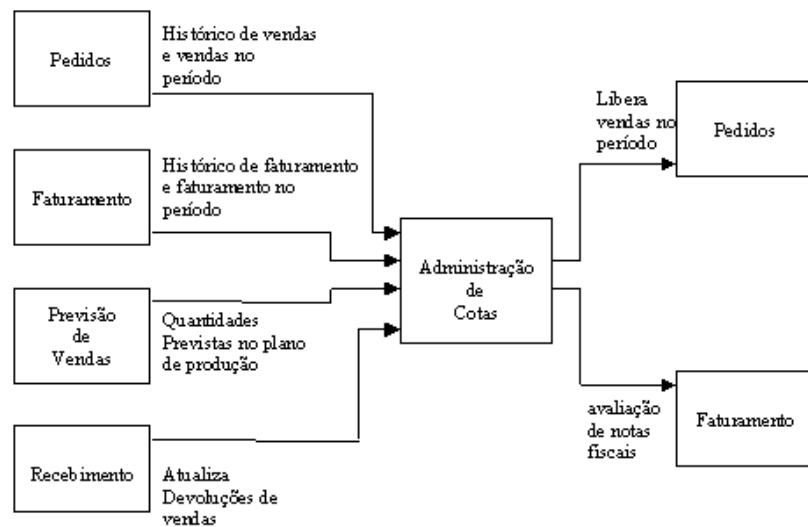 Pedidos
Histórico de vendas
e vendas no
período
Faturamento
Histórico de faturamento
e faturamento no
período
Previsão
de
Vendas
Quantidades
Previstas no plano
de produção
Recebimento
Atualiza
Devoluções de
vendas
Administração
de
Cotas
Libera
vendas no
período
Pedidos
avaliação
de notas
fiscais
Faturamento